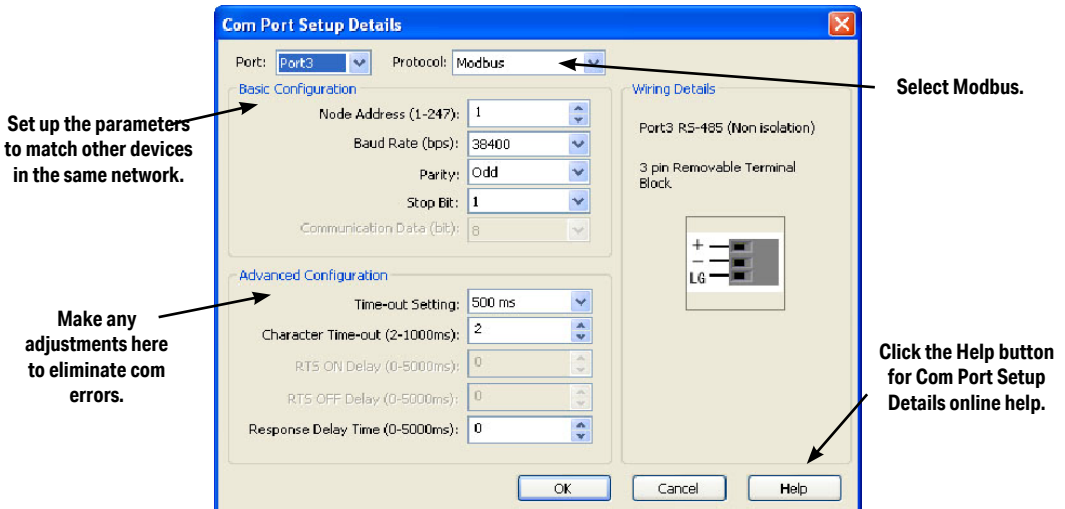 Com Port Setup Details
Port: Port3 Protocol: Modbus
Basic Configuration
Node Address (1-247): 1
Baud Rate (bps): 38400
Parity: Odd
Stop Bit: 1
Communication Data (bit): 8
Advanced Configuration
Time-out Setting: 500 ms
Character Time-out (2-1000ms): 2
RTS ON Delay (0-5000ms): 0
RTS OFF Delay (0-5000ms): 0
Response Delay Time (0-5000ms): 0
Wiring Details
Port3 RS-485 (Non isolation)
3 pin Removable Terminal
Block
+
−
LG
OK Cancel Help
Set up the parameters
to match other devices
in the same network.
Make any
adjustments here
to eliminate com
errors.
Select Modbus.
Click the Help button
for Com Port Setup
Details online help.